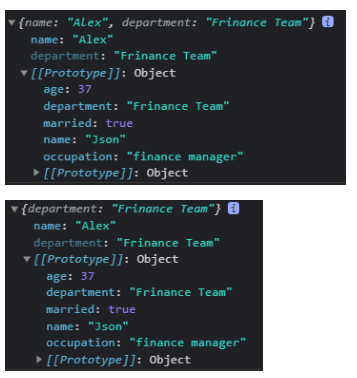 ▼{name: "ALex", department: "Frinance Team"} i
name: "Alex"
department: "Frinance Team"
▼[[Prototype]]: Object
age: 37
department: "Frinance Team"
married: true
name: "Json"
occupation: "finance manager"
▶[[Prototype]]: Object
▼{department: "Frinance Team"} i
name: "Alex"
department: "Frinance Team"
▼[[Prototype]]: Object
age: 37
department: "Frinance Team"
married: true
name: "Json"
occupation: "finance manager"
▶[[Prototype]]: Object